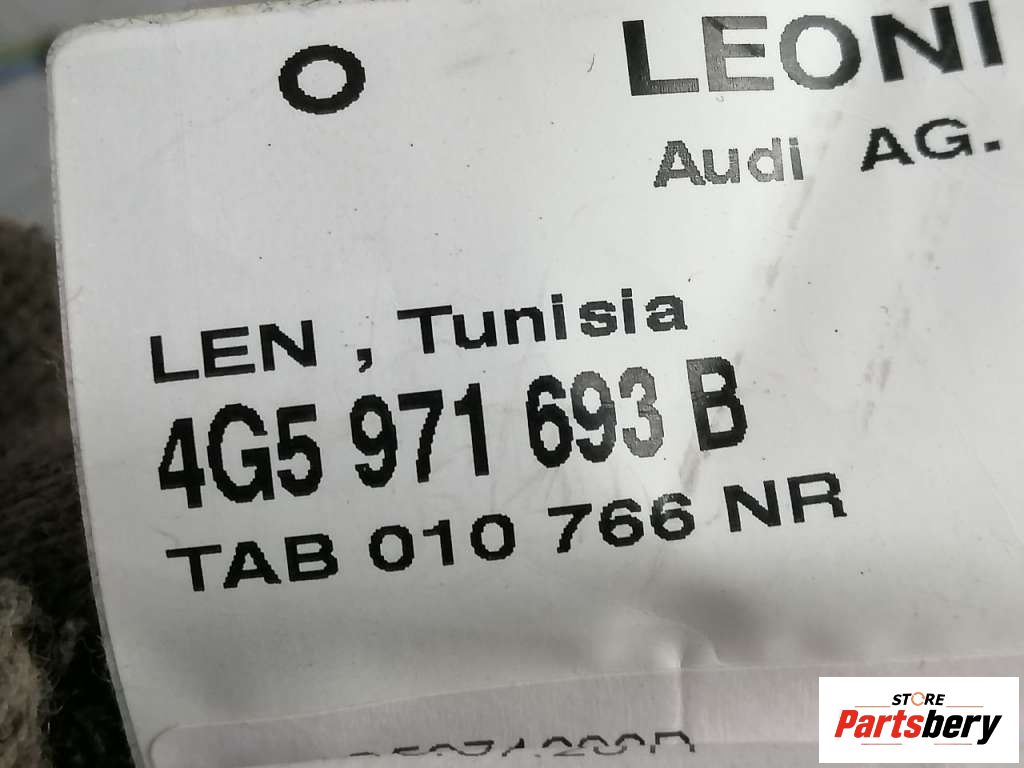 O LEONI
Audi AG.
LEN , Tunisia
4G5 971 693 B
TAB 010 766 NR
STORE
Partsbery